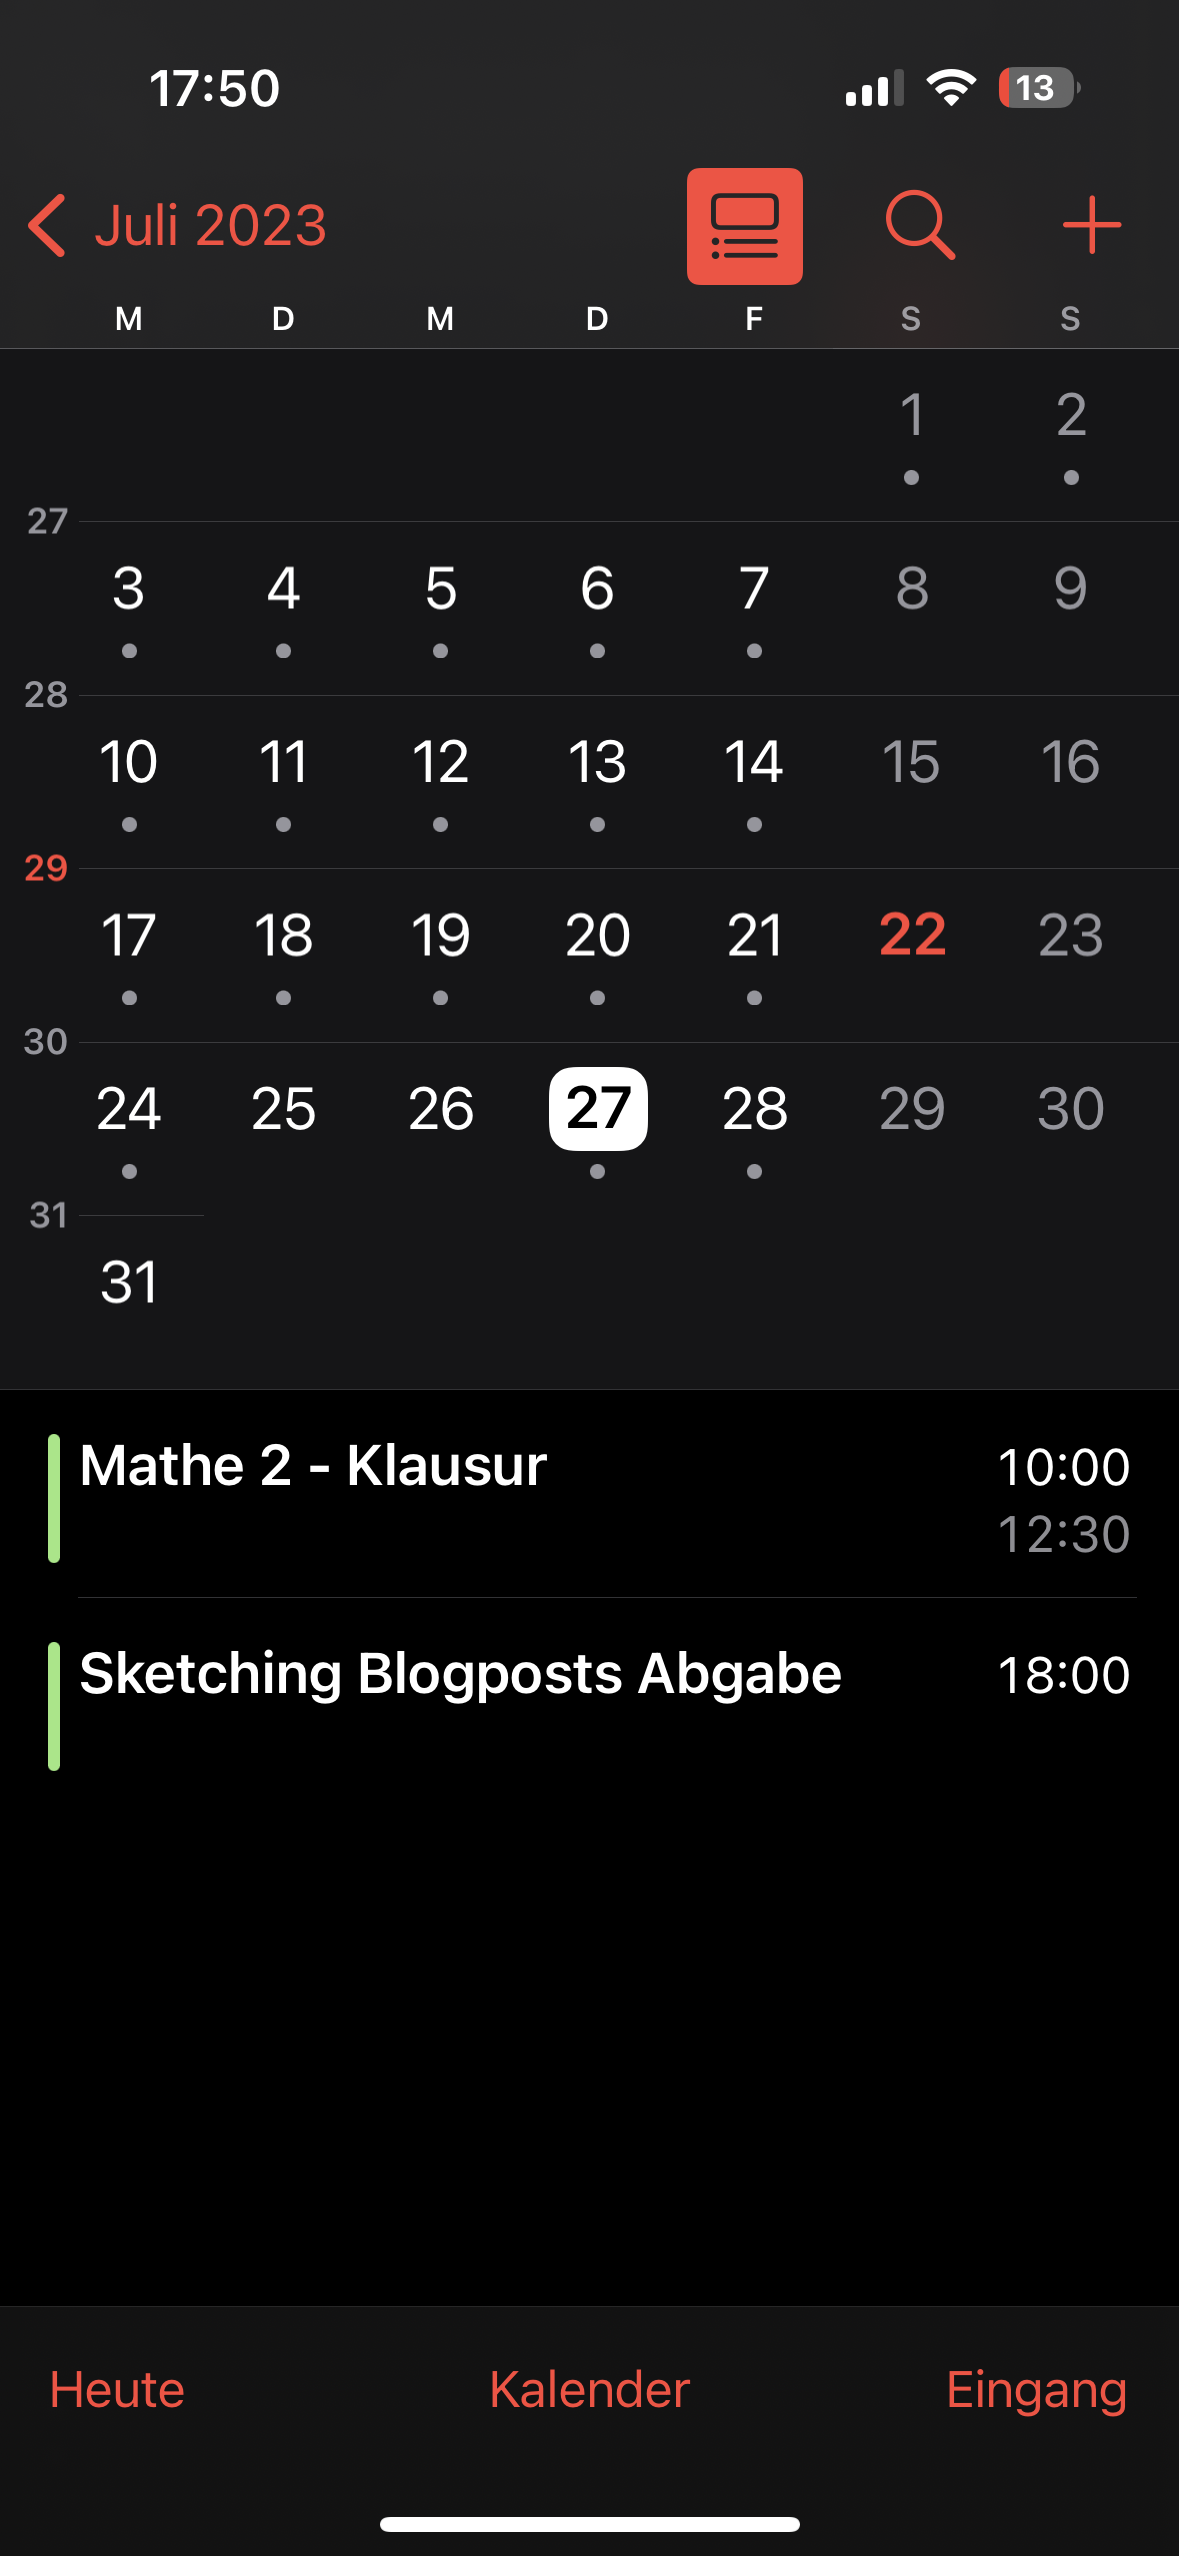 17:50 13
Juli 2023
M D M D F S S
1 2
27
3 4 5 6 7 8 9
28
10 11 12 13 14 15 16
29
17 18 19 20 21 22 23
30
24 25 26 27 28 29 30
31
31
Mathe 2 - Klausur 10:00
12:30
Sketching Blogposts Abgabe 18:00
Heute Kalender Eingang